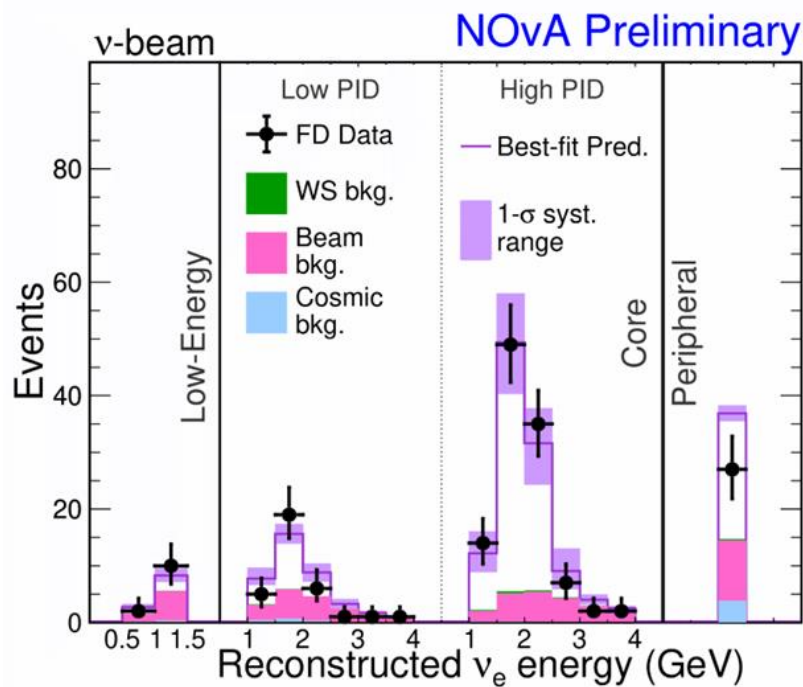 ν-beam
NOνA Preliminary
Low PID
High PID
FD Data
WS bkg.
Beam
bkg.
Cosmic
bkg.
Best-fit Pred.
1-σ syst.
range
Low-Energy
Core
Peripheral
Events
80
60
40
20
0
0.5 1 1.5 1 2 3 4 1 2 3 4
Reconstructed νe energy (GeV)